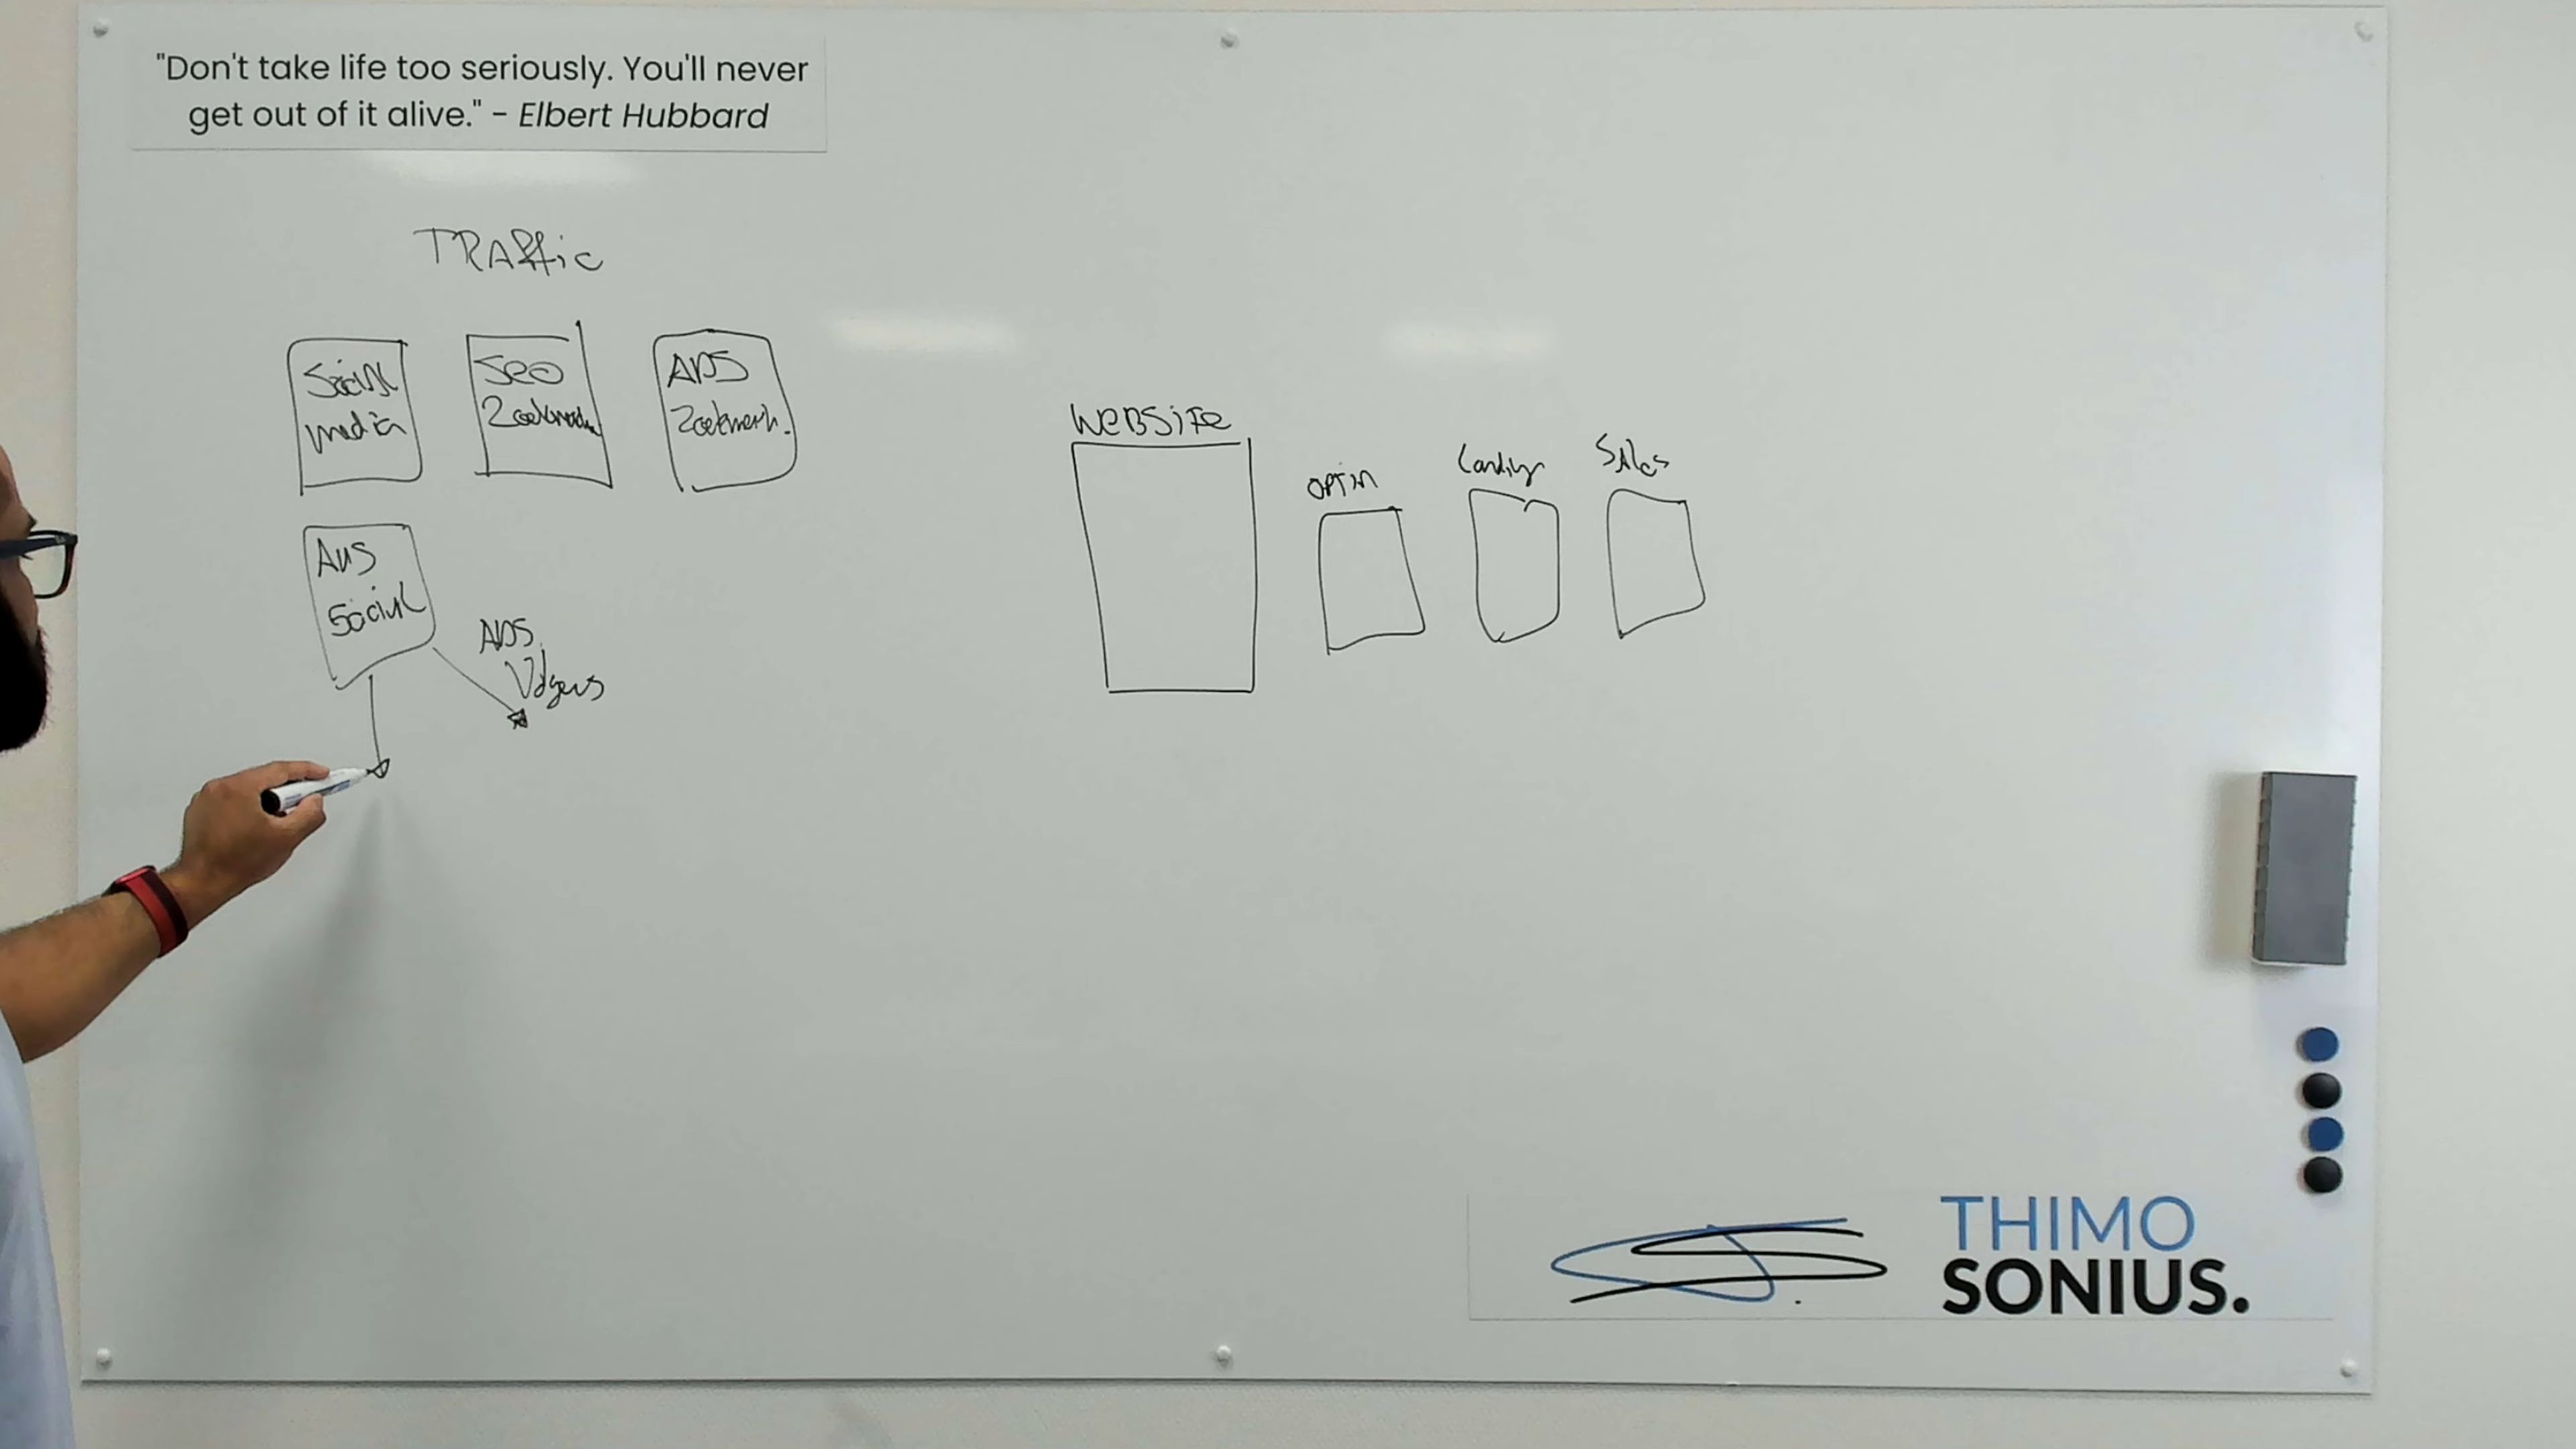 "Don't take life too seriously. You'll never
get out of it alive." - Elbert Hubbard
TRAffic
Social
media
Seo
Zoekmach.
ADS
Zoekmach.
ADS
Social
ADS
Volgers
WEBSiTe
OPTin
Landing
SAles
THIMO
SONIUS.